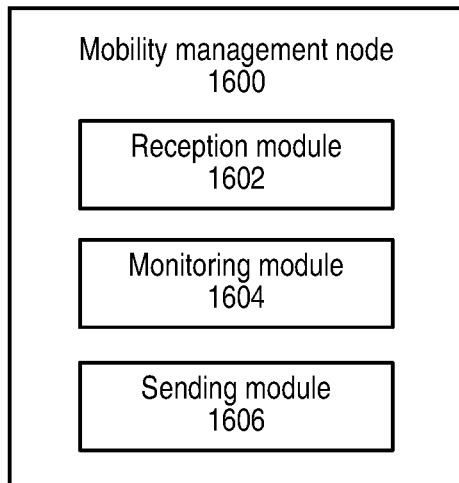 Mobility management node
1600
Reception module
1602
Monitoring module
1604
Sending module
1606